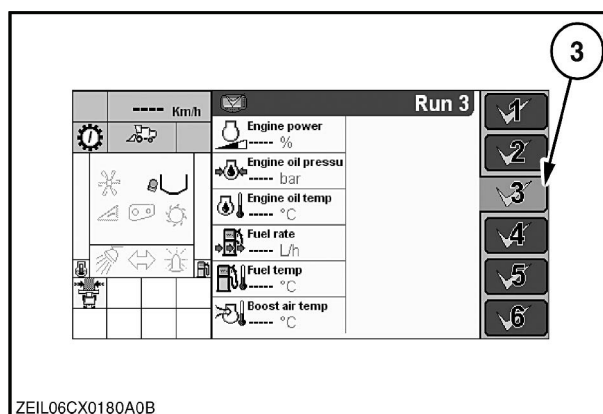 3
---- Km/h
Run 3
Engine power
----- %
Engine oil pressu
----- bar
Engine oil temp
----- °C
Fuel rate
----- L/h
Fuel temp
----- °C
Boost air temp
----- °C
1
2
3
4
5
6
ZEIL06CX0180A0B